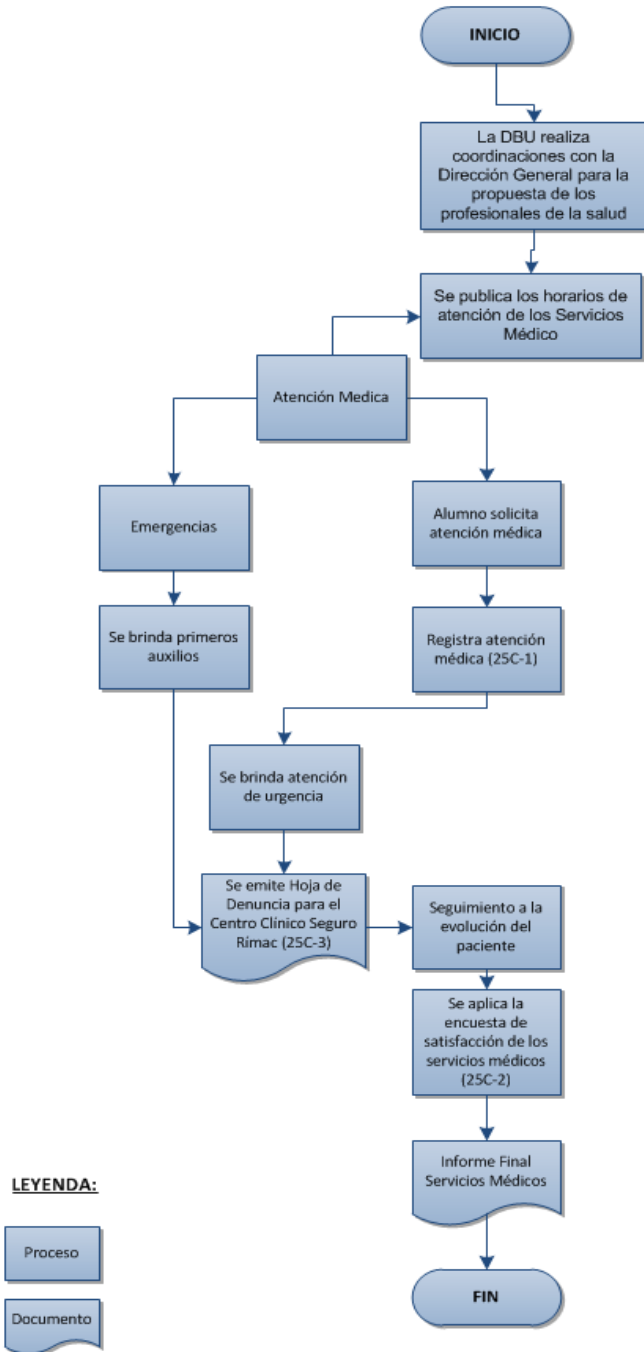 INICIO
La DBU realiza
coordinaciones con la
Dirección General para la
propuesta de los
profesionales de la salud
Se publica los horarios de
atención de los Servicios
Médico
Atención Medica
Emergencias
Alumno solicita
atención médica
Se brinda primeros
auxilios
Registra atención
médica (25C-1)
Se brinda atención
de urgencia
Se emite Hoja de
Denuncia para el
Centro Clínico Seguro
Rímac (25C-3)
Seguimiento a la
evolución del
paciente
Se aplica la
encuesta de
satisfacción de los
servicios médicos
(25C-2)
Informe Final
Servicios Médicos
FIN
LEYENDA:
Proceso
Documento